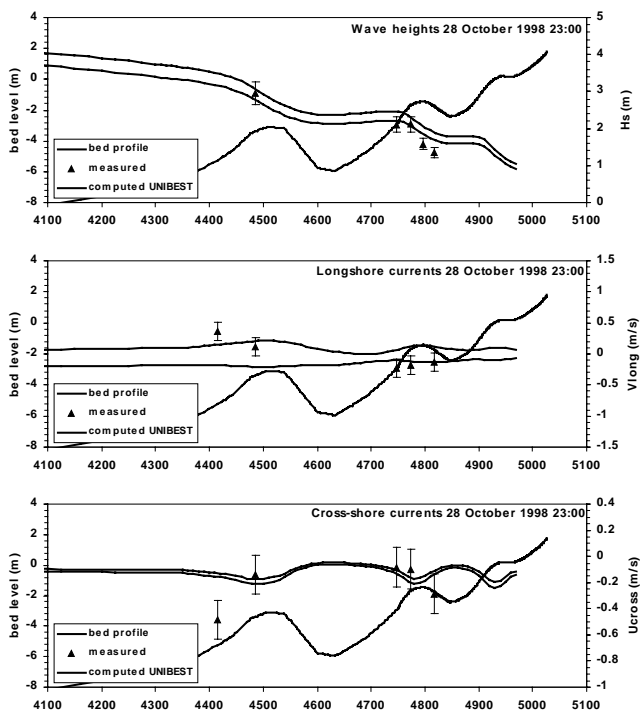 Wave heights 28 October 1998 23:00
4
2
0
-2
-4
-6
-8
bed level (m)
5
4
3
2
1
0
Hs (m)
bed profile
measured
computed UNIBEST
4100 4200 4300 4400 4500 4600 4700 4800 4900 5000 5100
Longshore currents 28 October 1998 23:00
4
2
0
-2
-4
-6
-8
bed level (m)
1.5
1
0.5
0
-0.5
-1
-1.5
Vlong (m/s)
bed profile
measured
computed UNIBEST
4100 4200 4300 4400 4500 4600 4700 4800 4900 5000 5100
Cross-shore currents 28 October 1998 23:00
4
2
0
-2
-4
-6
-8
bed level (m)
0.4
0.2
0
-0.2
-0.4
-0.6
-0.8
-1
Ucross (m/s)
bed profile
measured
computed UNIBEST
4100 4200 4300 4400 4500 4600 4700 4800 4900 5000 5100